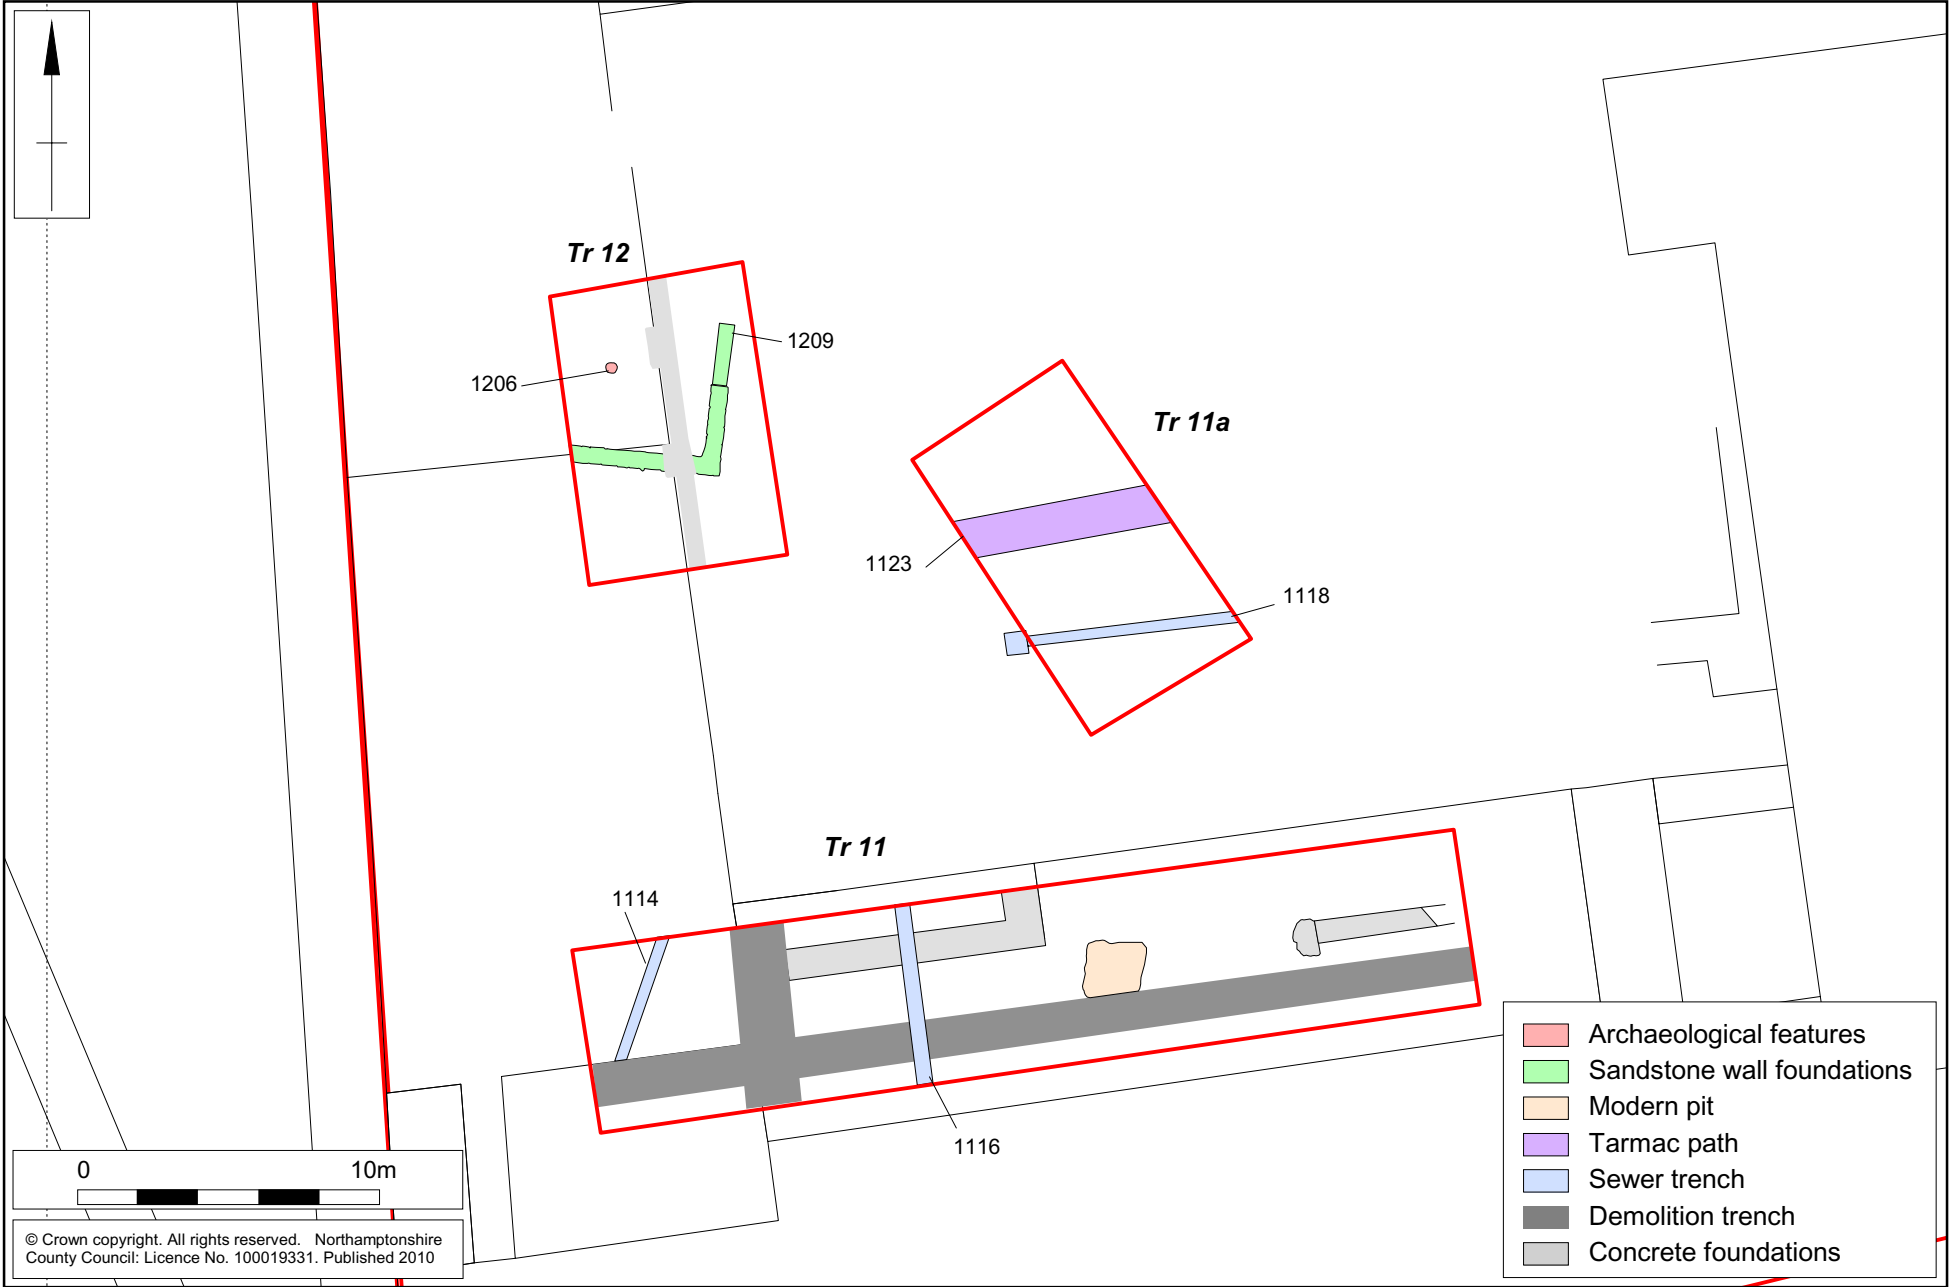 Tr 12
1209
1206
Tr 11a
1123
1118
Tr 11
1114
1116
0 10m
© Crown copyright. All rights reserved. Northamptonshire
County Council: Licence No. 100019331. Published 2010
Archaeological features
Sandstone wall foundations
Modern pit
Tarmac path
Sewer trench
Demolition trench
Concrete foundations